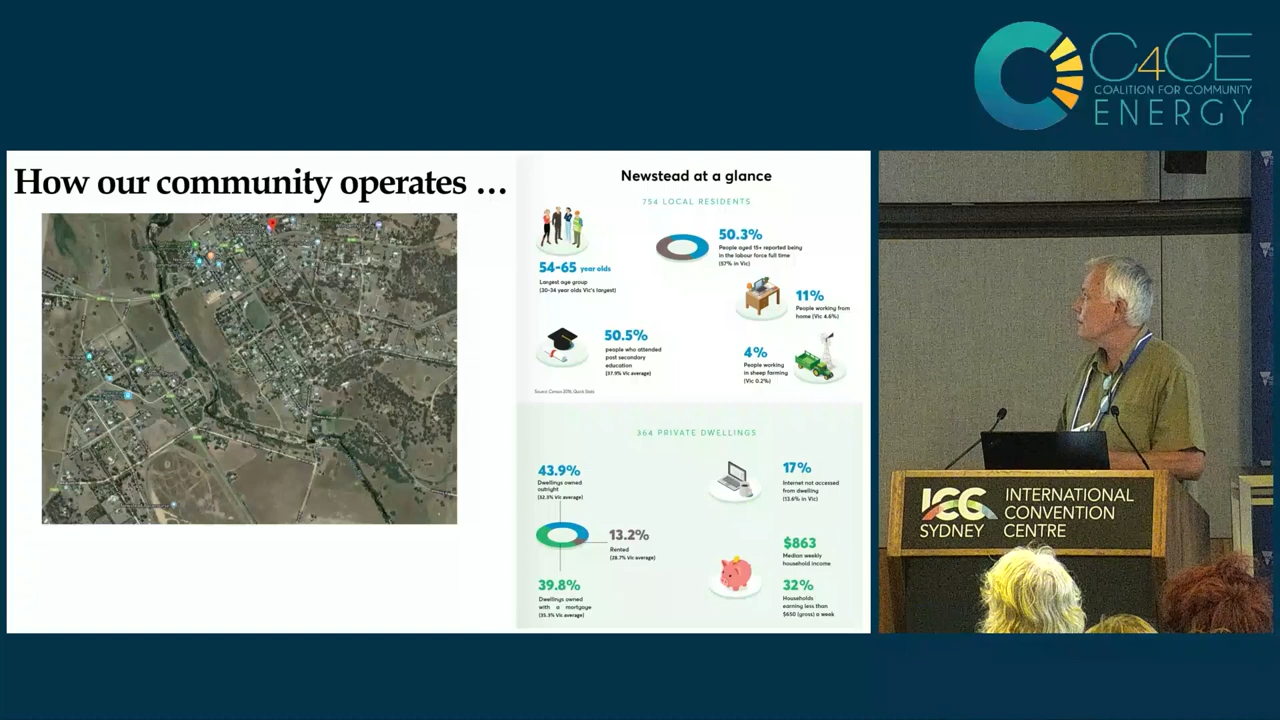 C4CE
COALITION FOR COMMUNITY
ENERGY
How our community operates ...
Newstead at a glance
754 LOCAL RESIDENTS
54-65 year olds
Largest age group
(30-34 year olds Vic's largest)
50.3%
People aged 15+ reported being
in the labour force full time
(57% in Vic)
11%
People working from
home (Vic 4.6%)
50.5%
people who attended
post secondary
education
(37.9% Vic average)
4%
People working
in sheep farming
(Vic 0.2%)
Source: Census 2016, Quick Stats
364 PRIVATE DWELLINGS
43.9%
Dwellings owned
outright
(32.3% Vic average)
13.2%
Rented
(28.7% Vic average)
39.8%
Dwellings owned
with a mortgage
(35.3% Vic average)
17%
Internet not accessed
from dwelling
(13.6% in Vic)
$863
Median weekly
household income
32%
Households
earning less than
$650 (gross) a week
ICC
SYDNEY
INTERNATIONAL
CONVENTION
CENTRE